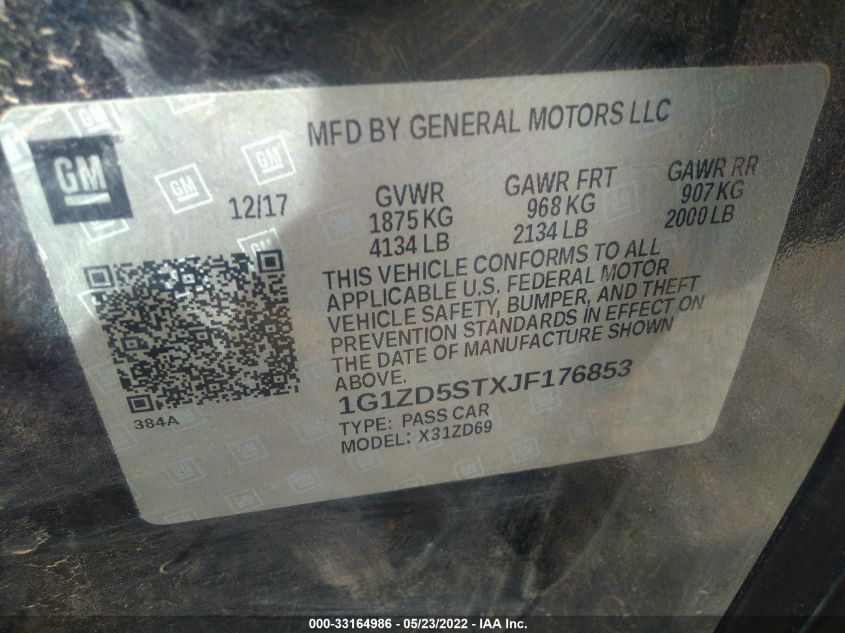 MFD BY GENERAL MOTORS LLC
GM
12/17
GVWR
1875 KG
4134 LB
GAWR FRT
968 KG
2134 LB
GAWR RR
907 KG
2000 LB
THIS VEHICLE CONFORMS TO ALL
APPLICABLE U.S. FEDERAL MOTOR
VEHICLE SAFETY, BUMPER, AND THEFT
PREVENTION STANDARDS IN EFFECT ON
THE DATE OF MANUFACTURE SHOWN
ABOVE.
384A
1G1ZD5STXJF176853
TYPE: PASS CAR
MODEL: X31ZD69
000-33164986 - 05/23/2022 - IAA Inc.